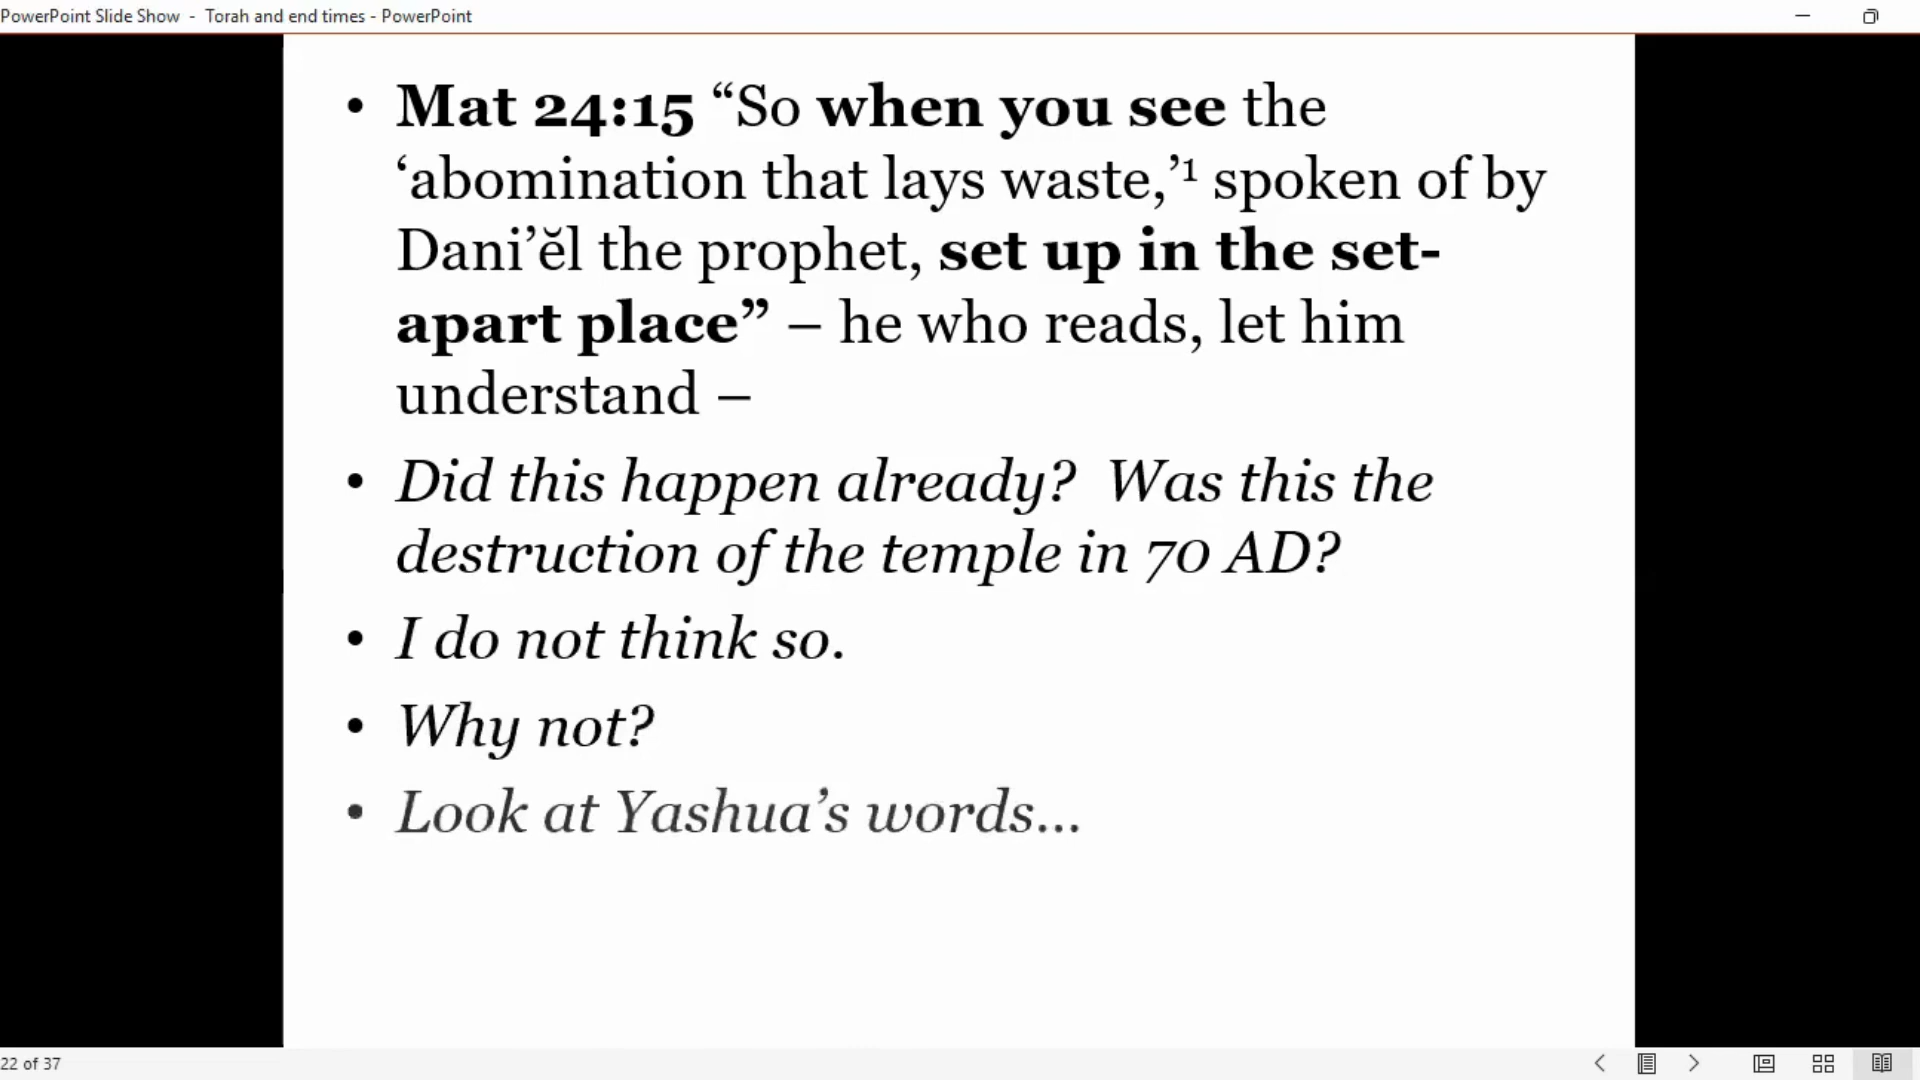 PowerPoint Slide Show - Torah and end times - PowerPoint
• Mat 24:15 “So when you see the
‘abomination that lays waste,’¹ spoken of by
Dani’ĕl the prophet, set up in the set-
apart place” – he who reads, let him
understand –
• Did this happen already?  Was this the
destruction of the temple in 70 AD?
• I do not think so.
• Why not?
• Look at Yashua’s words…
22 of 37